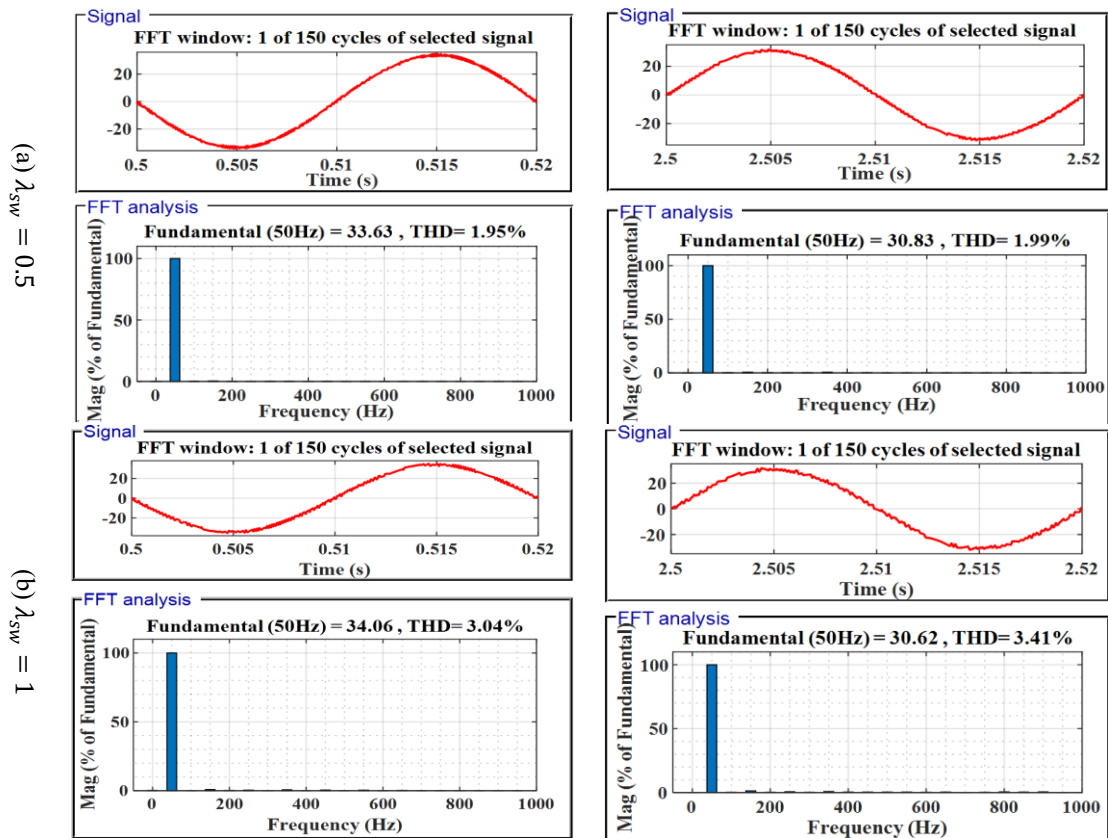 (a) λsw = 0.5
Signal
FFT window: 1 of 150 cycles of selected signal
20
0
-20
0.5 0.505 0.51 0.515 0.52
Time (s)
FFT analysis
Fundamental (50Hz) = 33.63 , THD= 1.95%
Mag (% of Fundamental)
100
50
0
0 200 400 600 800 1000
Frequency (Hz)
Signal
FFT window: 1 of 150 cycles of selected signal
20
0
-20
2.5 2.505 2.51 2.515 2.52
Time (s)
FFT analysis
Fundamental (50Hz) = 30.83 , THD= 1.99%
Mag (% of Fundamental)
100
50
0
0 200 400 600 800 1000
Frequency (Hz)
(b) λsw = 1
Signal
FFT window: 1 of 150 cycles of selected signal
20
0
-20
0.5 0.505 0.51 0.515 0.52
Time (s)
FFT analysis
Fundamental (50Hz) = 34.06 , THD= 3.04%
Mag (% of Fundamental)
100
50
0
0 200 400 600 800 1000
Frequency (Hz)
Signal
FFT window: 1 of 150 cycles of selected signal
20
0
-20
2.5 2.505 2.51 2.515 2.52
Time (s)
FFT analysis
Fundamental (50Hz) = 30.62 , THD= 3.41%
Mag (% of Fundamental)
100
50
0
0 200 400 600 800 1000
Frequency (Hz)